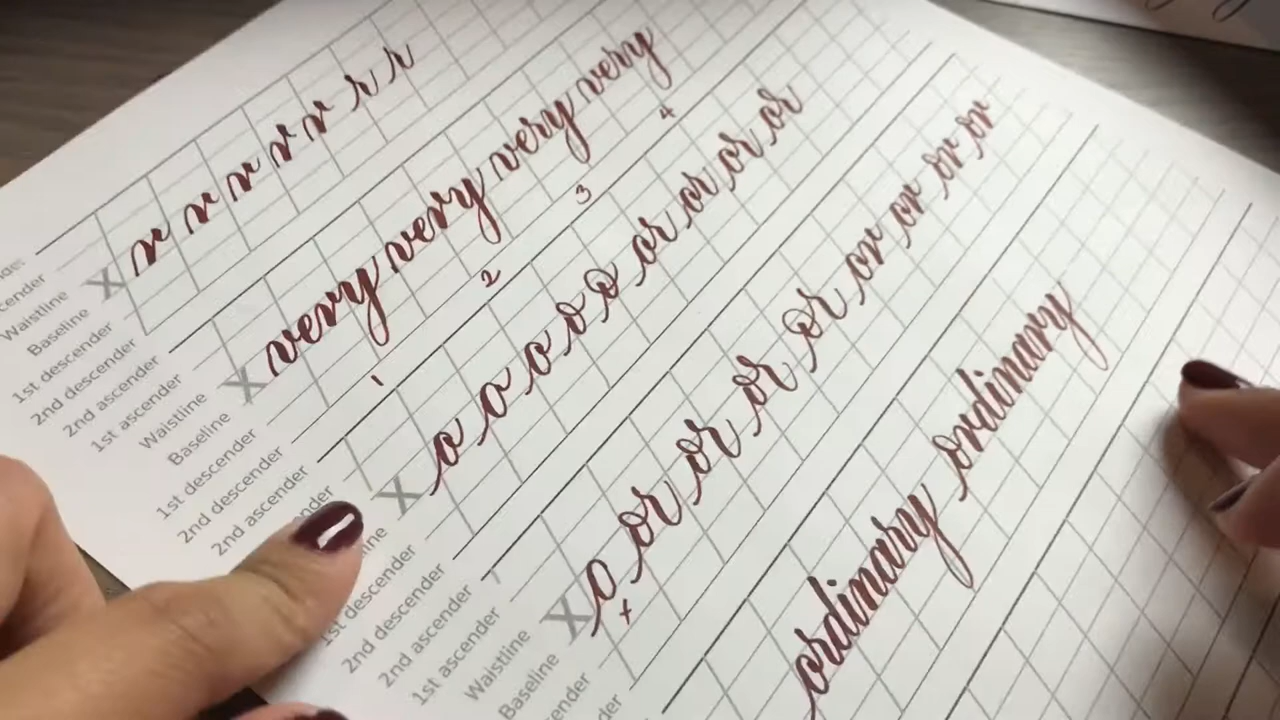 Waistline
X r r r r r r r
Baseline
1st descender
2nd descender
2nd ascender
1st ascender
Waistline
X very very very very
Baseline
1 2 3 4
1st descender
2nd descender
2nd ascender
X o o o o o or or or or
1st descender
2nd descender
2nd ascender
1st ascender
Waistline
X o or or or or or or or or
Baseline
ordinary ordinary